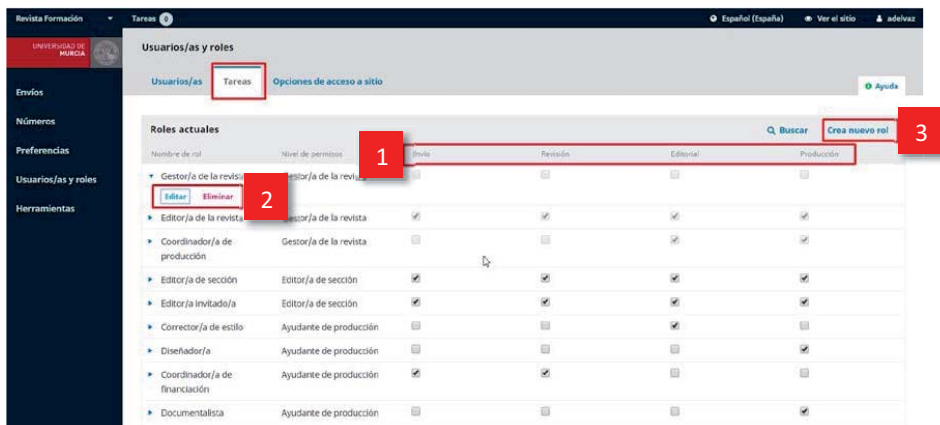 Revista Formación Tareas 0 Español (España) Ver el sitio adelvaz
UNIVERSIDAD DE
MURCIA
Usuarios/as y roles
Usuarios/as Tareas Opciones de acceso a sitio
Ayuda
Envíos
Números
Preferencias
Usuarios/as y roles
Herramientas
Roles actuales Buscar Crea nuevo rol 3
Nombre de rol Nivel de permisos 1 Envío Revisión Editorial Producción
Gestor/a de la revista Gestor/a de la revista
Editar Eliminar 2
Editor/a de la revista Gestor/a de la revista
Coordinador/a de Gestor/a de la revista
producción
Editor/a de sección Editor/a de sección
Editor/a invitado/a Editor/a de sección
Corrector/a de estilo Ayudante de producción
Diseñador/a Ayudante de producción
Coordinador/a de Ayudante de producción
financiación
Documentalista Ayudante de producción